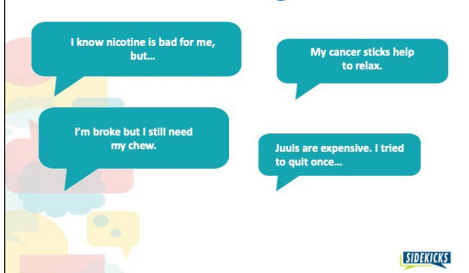 I know nicotine is bad for me,
but...
My cancer sticks help
to relax.
I'm broke but I still need
my chew.
Juuls are expensive. I tried
to quit once...
SIDEKICKS